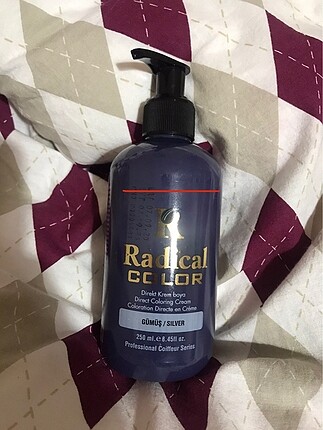 R
Radical
COLOR
Direkt Krem boya
Direct Coloring Cream
Coloration Directe en Crème
GÜMÜŞ / SILVER
250 ml. e 8.45fl oz.
Professional Coiffeur Series